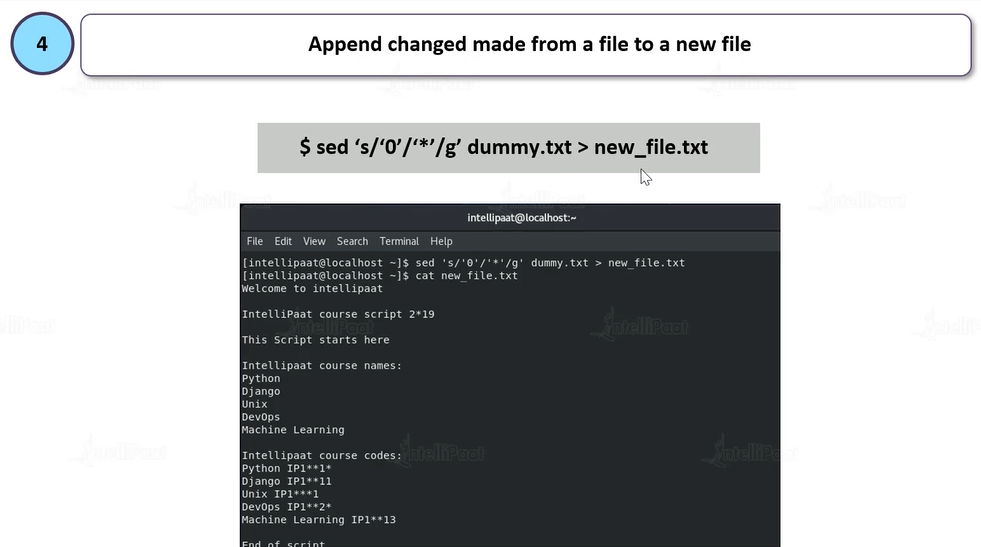 4
Append changed made from a file to a new file
$ sed ‘s/‘0’/‘*’/g’ dummy.txt > new_file.txt
intellipaat@localhost:~
File Edit View Search Terminal Help
[intellipaat@localhost ~]$ sed 's/'0'/'*'/g' dummy.txt > new_file.txt
[intellipaat@localhost ~]$ cat new_file.txt
Welcome to intellipaat
IntelliPaat course script 2*19
This Script starts here
Intellipaat course names:
Python
Django
Unix
DevOps
Machine Learning
Intellipaat course codes:
Python IP1**1*
Django IP1**11
Unix IP1***1
DevOps IP1**2*
Machine Learning IP1**13
End of script